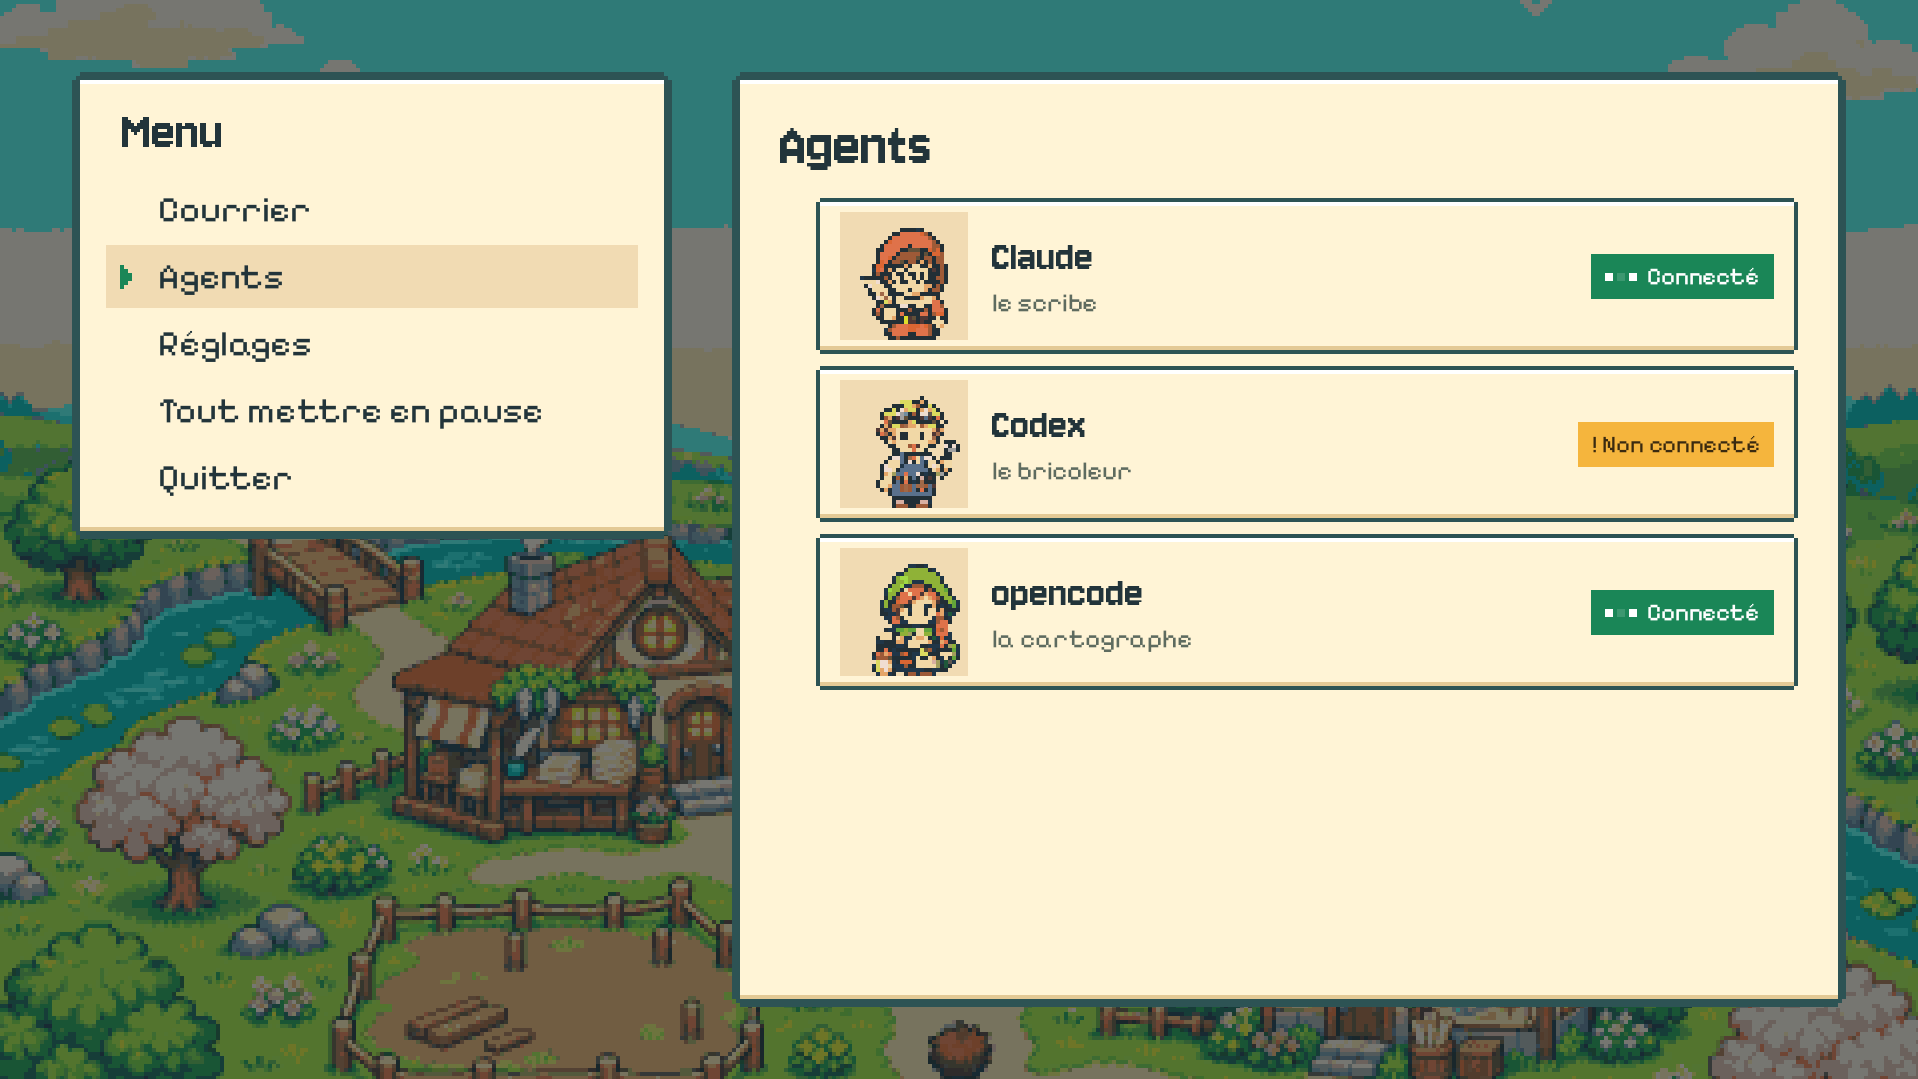 Menu
Courrier
Agents
Réglages
Tout mettre en pause
Quitter
Agents
Claude
le scribe
Connecté
Codex
le bricoleur
! Non connecté
opencode
la cartographe
Connecté